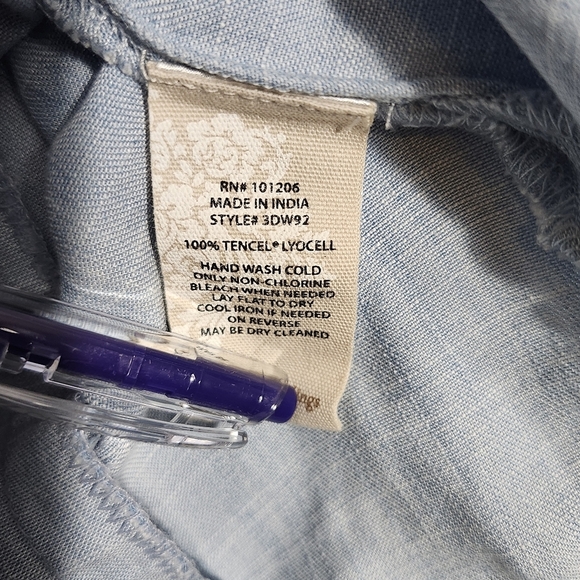 RN# 101206
MADE IN INDIA
STYLE# 3DW92
100% TENCEL® LYOCELL
HAND WASH COLD
ONLY NON-CHLORINE
BLEACH WHEN NEEDED
LAY FLAT TO DRY
COOL IRON IF NEEDED
ON REVERSE
MAY BE DRY CLEANED